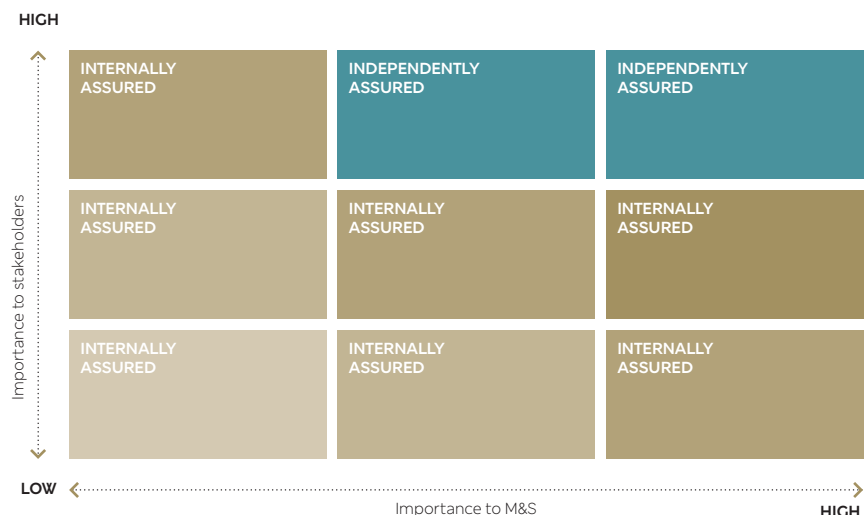 HIGH
INTERNALLY
ASSURED
INDEPENDENTLY
ASSURED
INDEPENDENTLY
ASSURED
INTERNALLY
ASSURED
INTERNALLY
ASSURED
INTERNALLY
ASSURED
INTERNALLY
ASSURED
INTERNALLY
ASSURED
INTERNALLY
ASSURED
Importance to stakeholders
LOW
Importance to M&S
HIGH